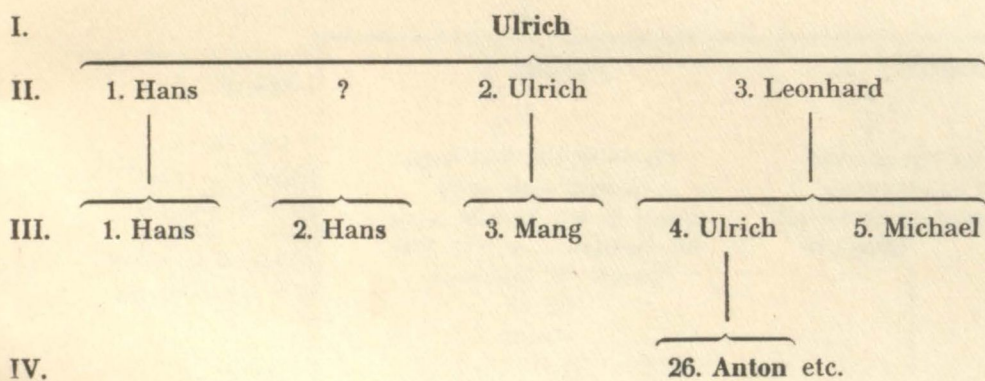 I. Ulrich
II. 1. Hans ? 2. Ulrich 3. Leonhard
III. 1. Hans 2. Hans 3. Mang 4. Ulrich 5. Michael
IV. 26. Anton etc.